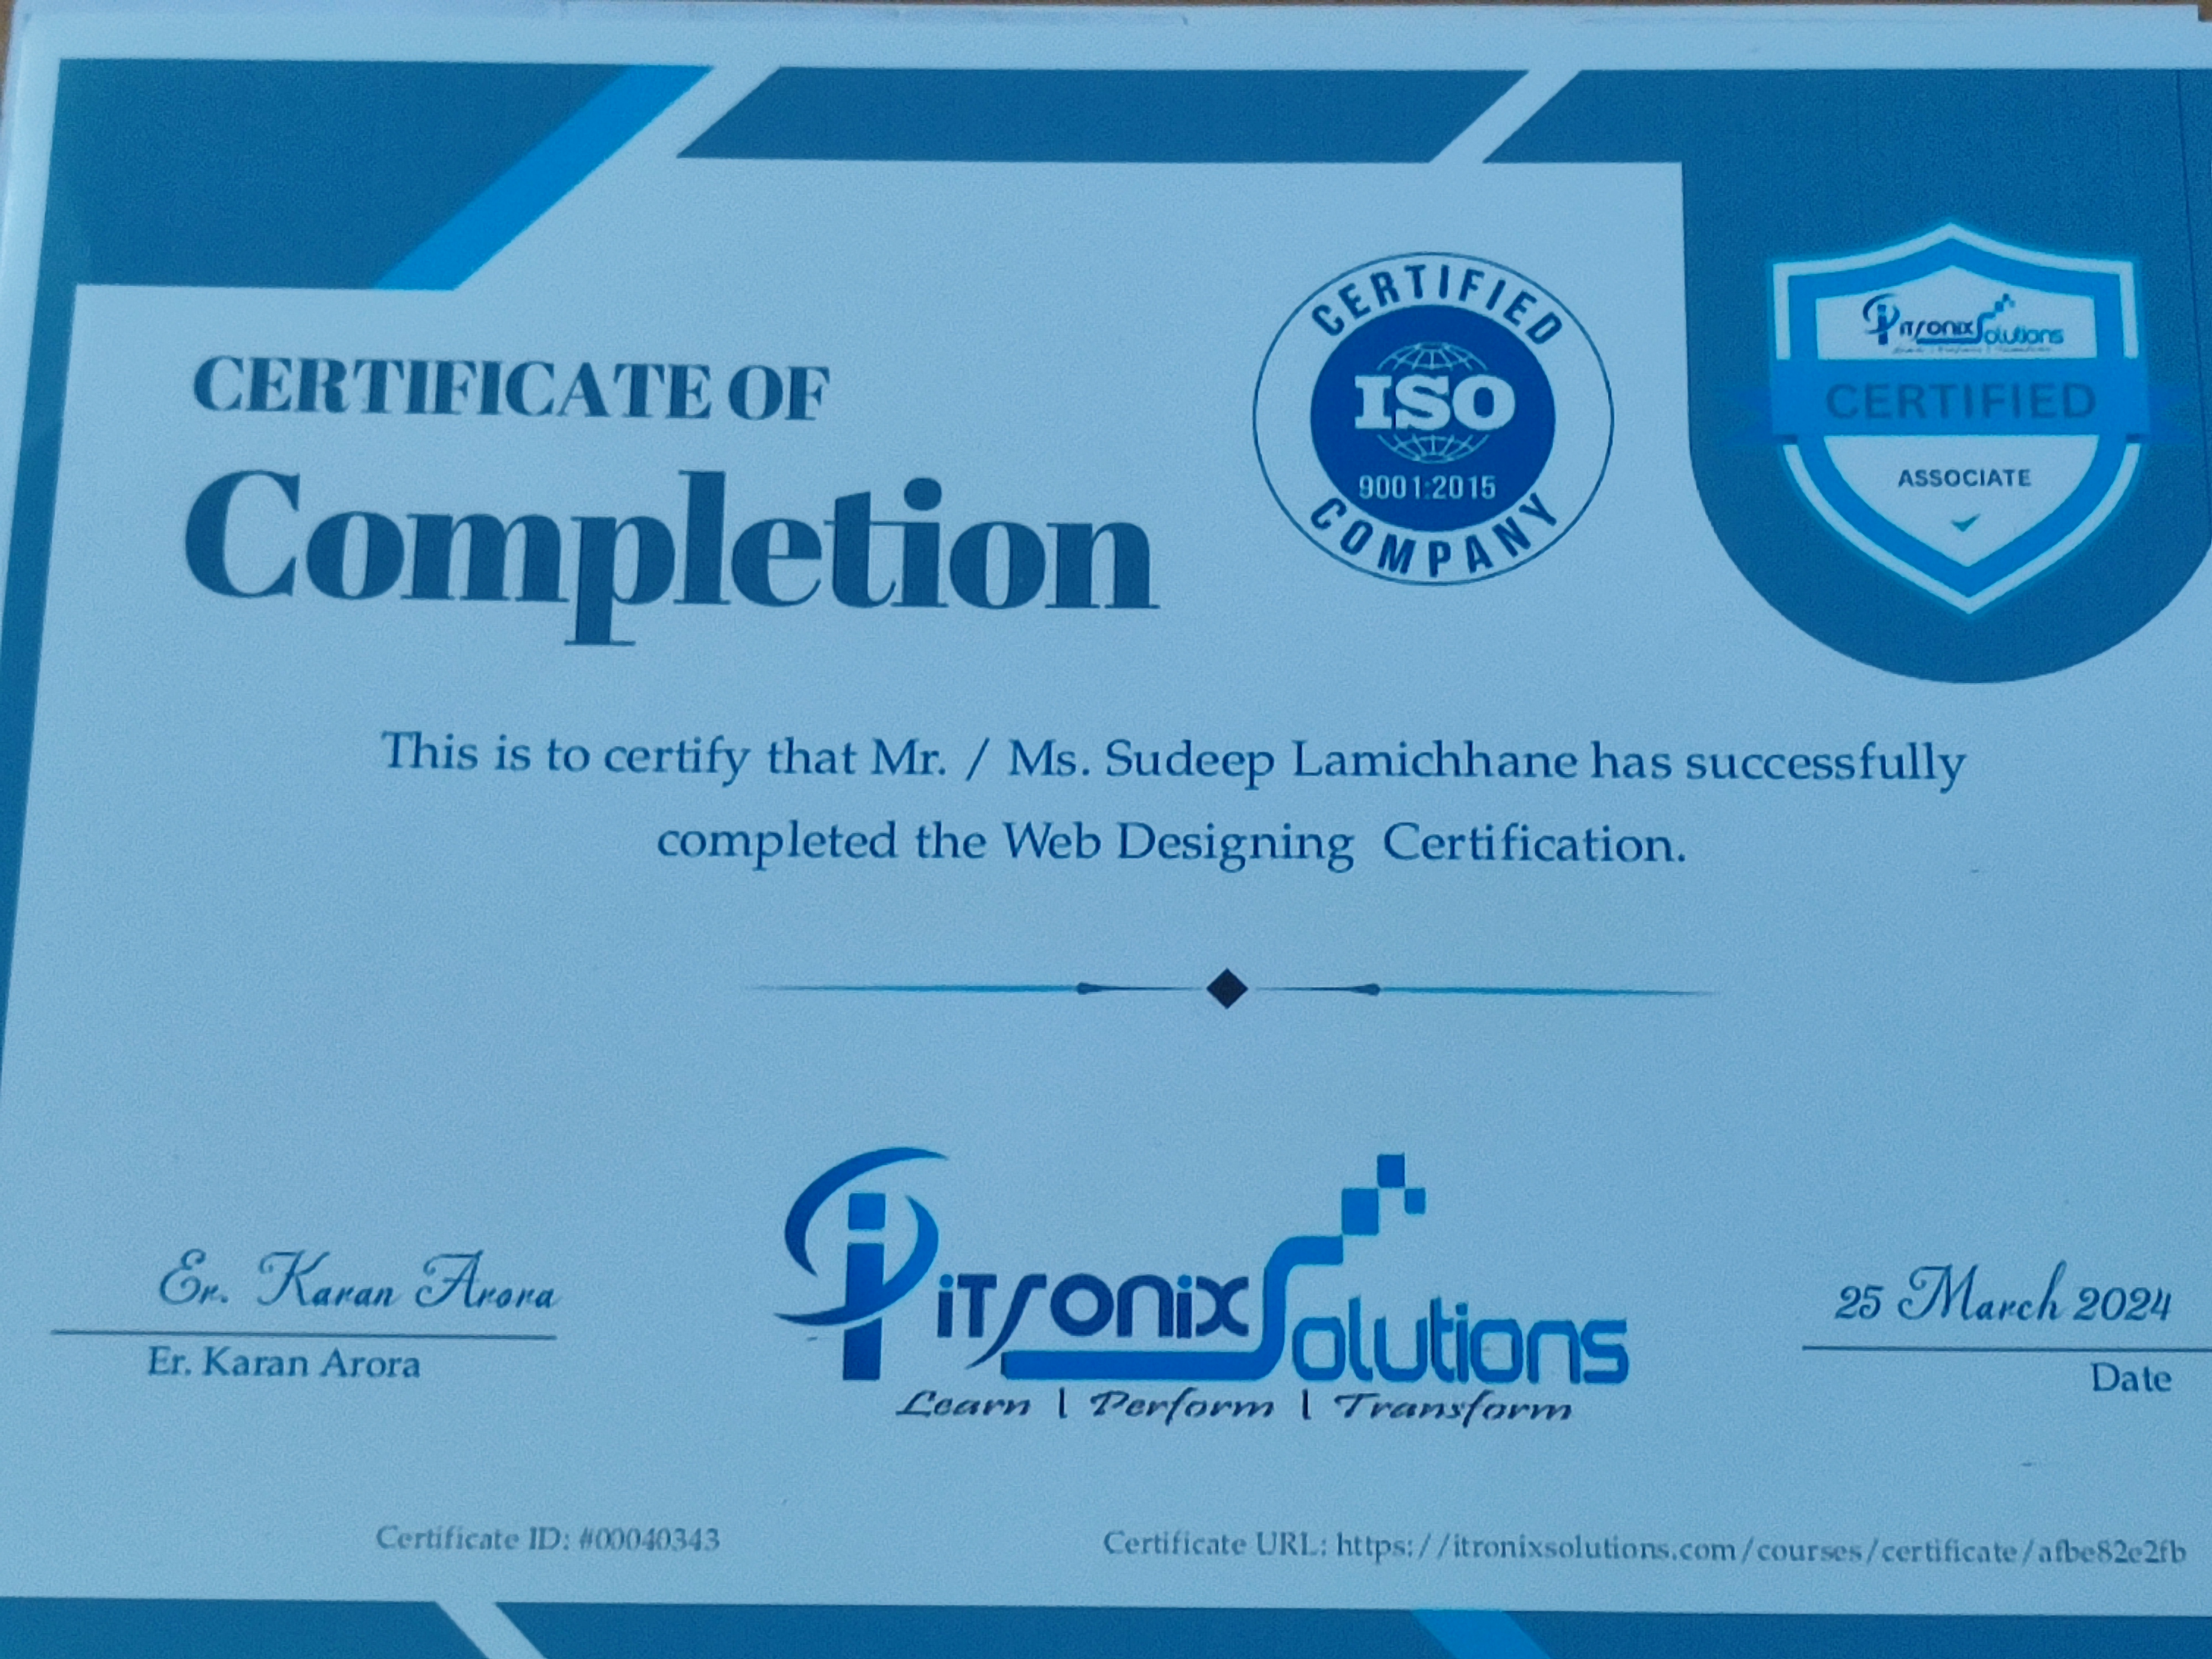 CERTIFICATE OF
Completion
CERTIFIED
ISO
9001:2015
COMPANY
iTronix Solutions
CERTIFIED
ASSOCIATE
This is to certify that Mr. / Ms. Sudeep Lamichhane has successfully
completed the Web Designing Certification.
Er. Karan Arora
Er. Karan Arora
iTronix Solutions
Learn | Perform | Transform
25 March 2024
Date
Certificate ID: #00040343
Certificate URL: https://itronixsolutions.com/courses/certificate/afbe82e2fb